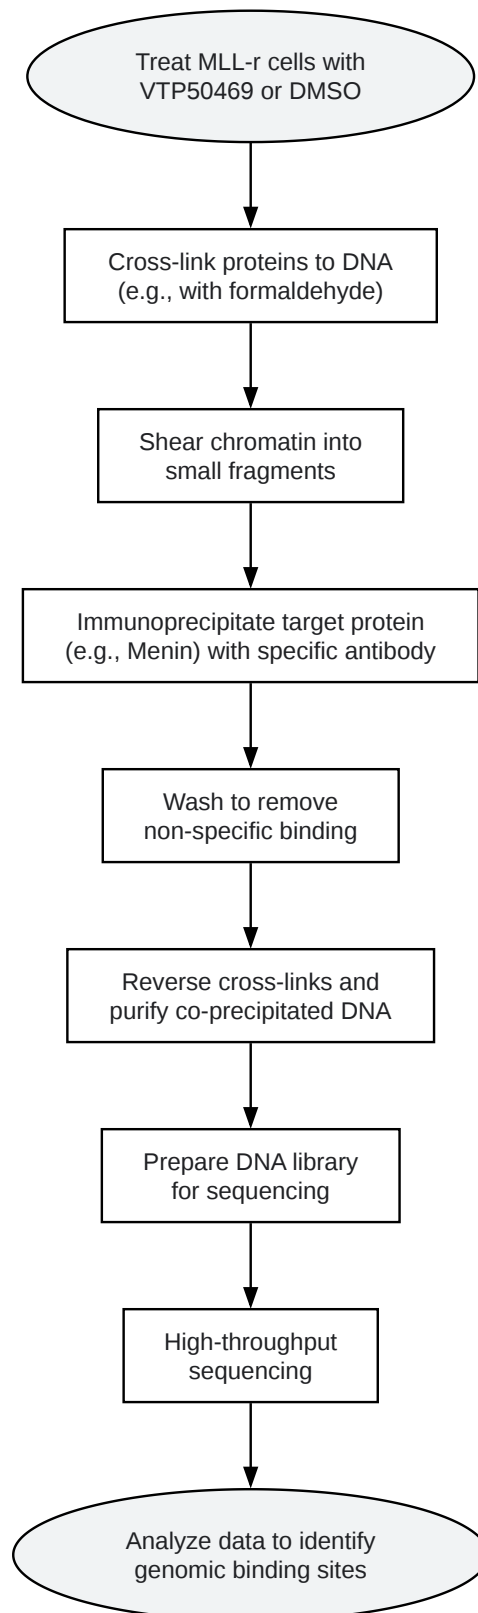 Treat MLL-r cells with
VTP50469 or DMSO
Cross-link proteins to DNA
(e.g., with formaldehyde)
Shear chromatin into
small fragments
Immunoprecipitate target protein
(e.g., Menin) with specific antibody
Wash to remove
non-specific binding
Reverse cross-links and
purify co-precipitated DNA
Prepare DNA library
for sequencing
High-throughput
sequencing
Analyze data to identify
genomic binding sites